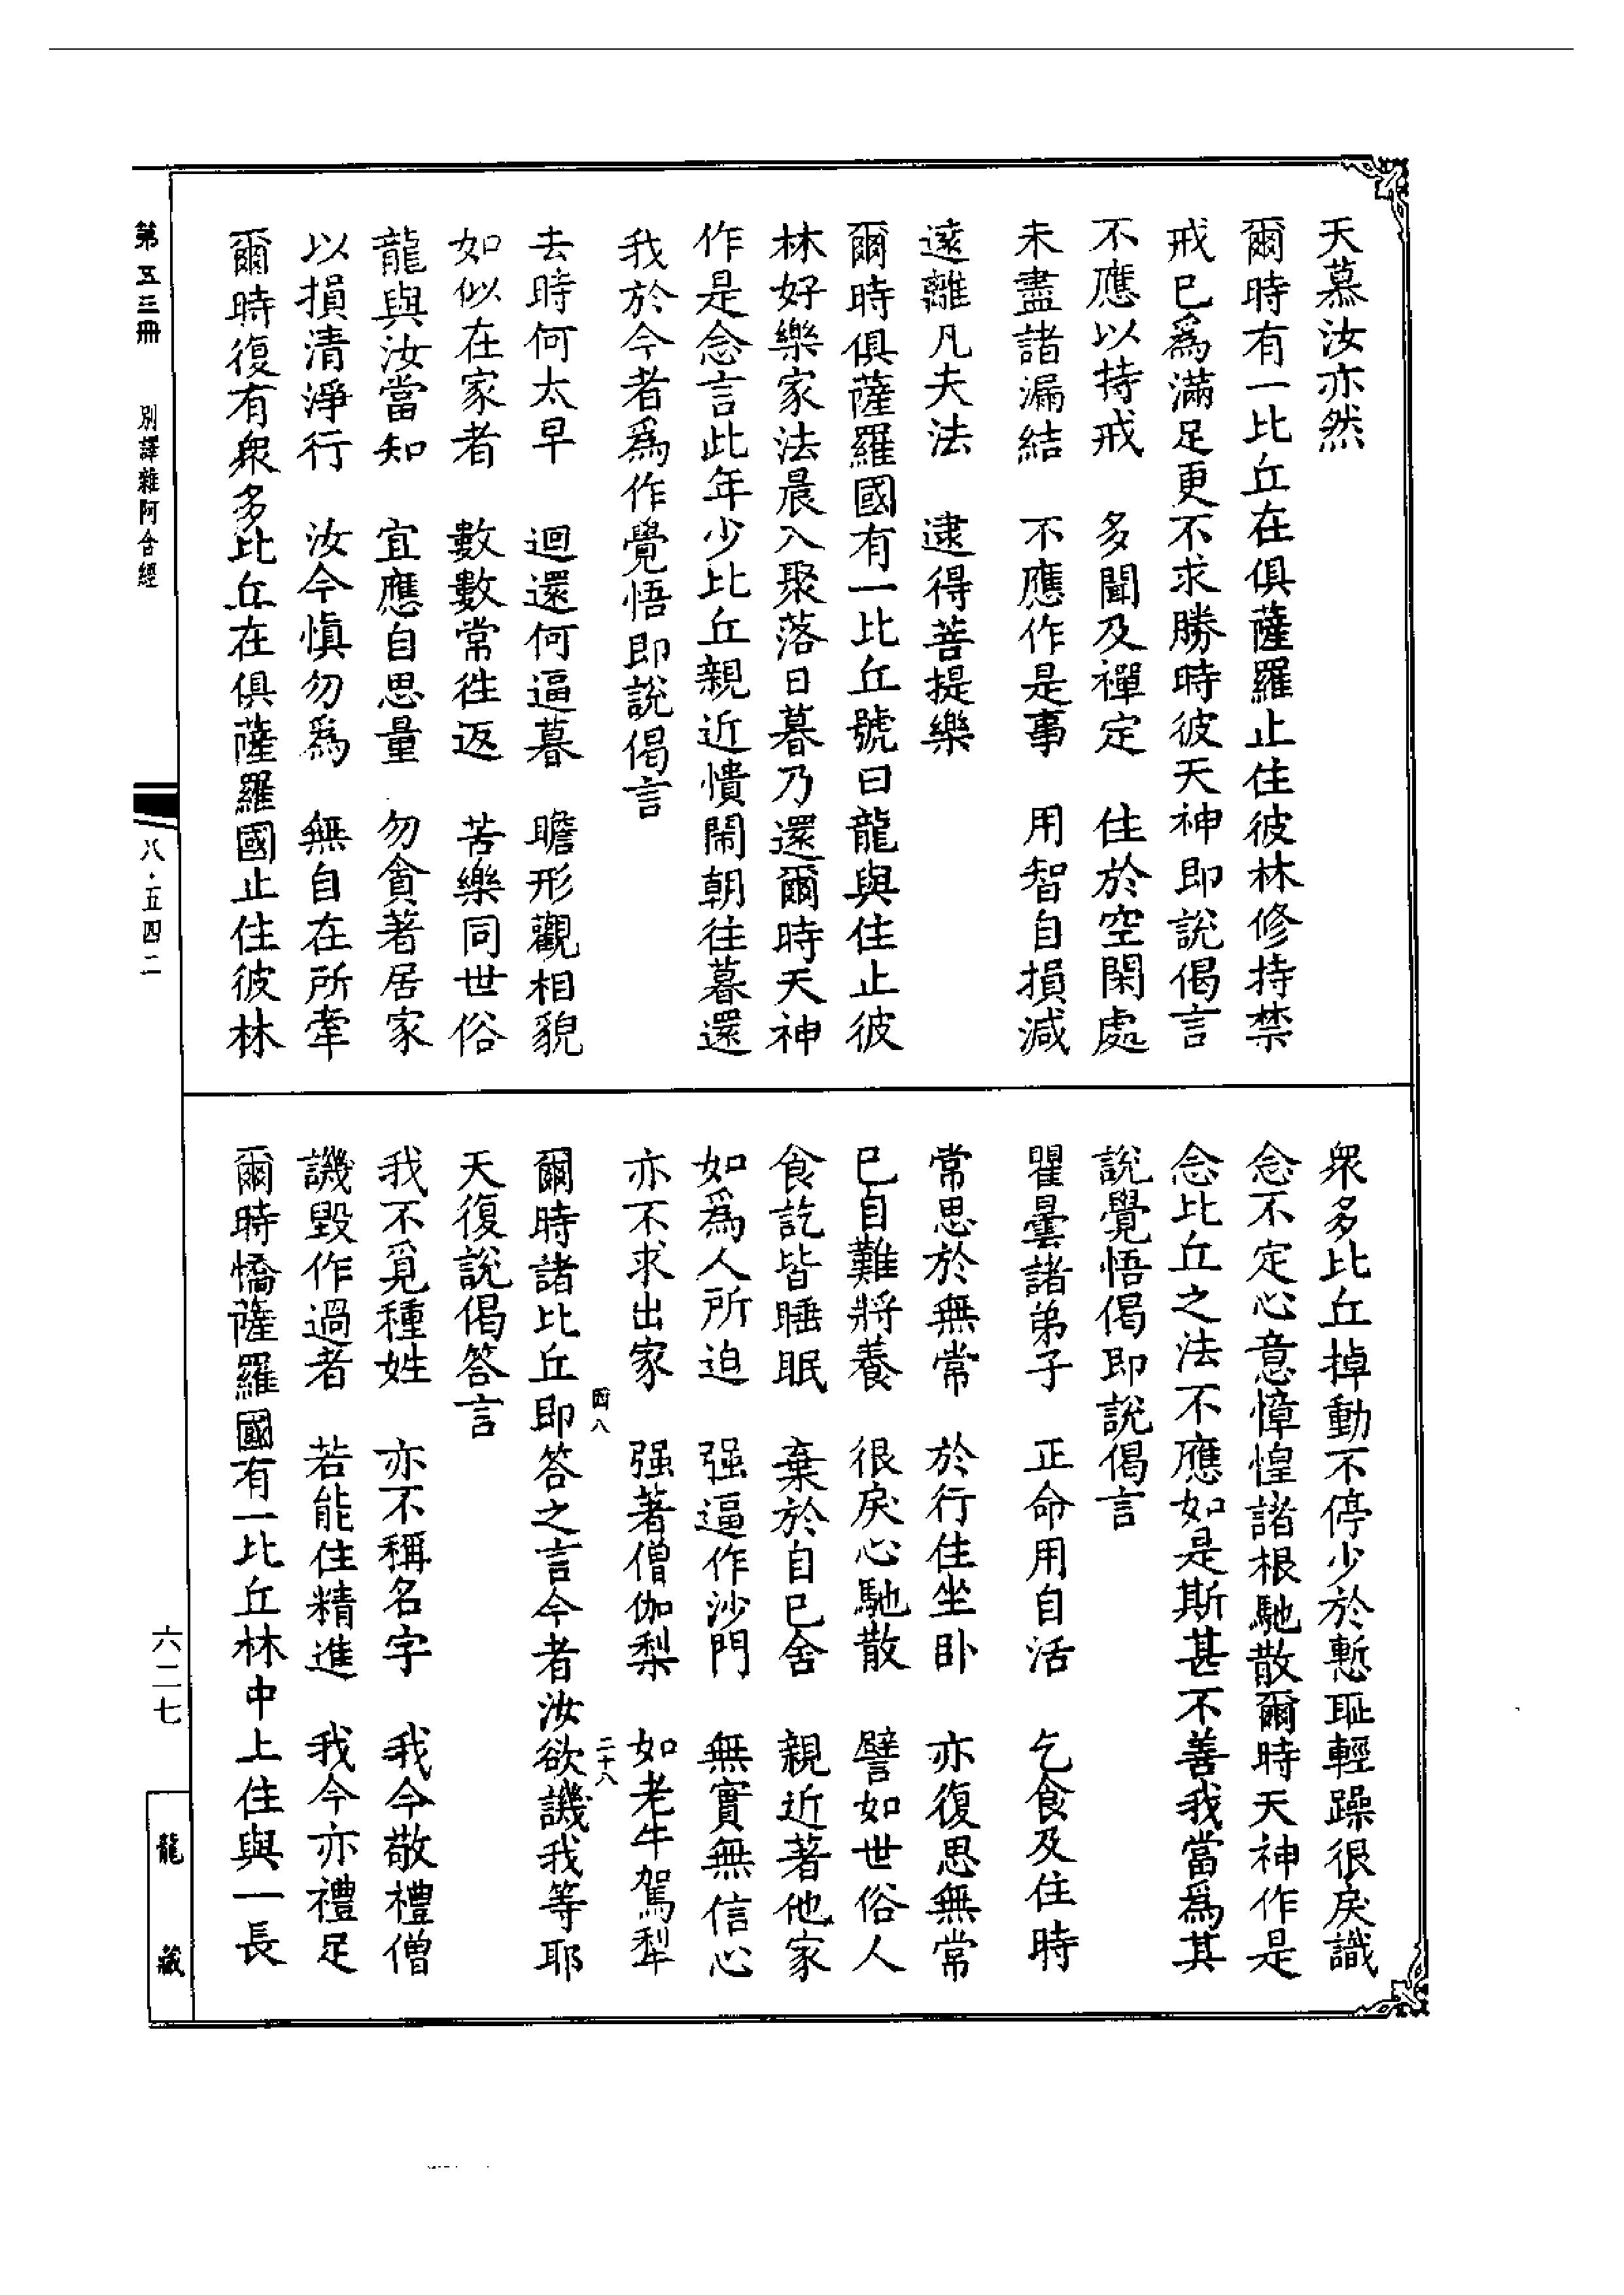 天慕汝亦然
爾時有一比丘在俱薩羅止住彼林修持禁
戒已爲滿足更不求勝時彼天神即說偈言
不應以持戒　多聞及禪定　住於空閑處
未盡諸漏結　不應作是事　用智自損減
遠離凡夫法　逮得菩提樂
爾時俱薩羅國有一比丘號曰龍與住止彼
林好樂家法晨入聚落日暮乃還爾時天神
作是念言此年少比丘親近憒鬧朝往暮還
我於今者爲作覺悟即說偈言
去時何太早　迴還何逼暮　瞻形觀相貌
如似在家者　數數常徃返　苦樂同世俗
龍與汝當知　宜應自思量　勿貪著居家
以損清淨行　汝今愼勿爲　無自在所牽
爾時復有衆多比丘在俱薩羅國止住彼林
衆多比丘掉動不停少於慙耻輕躁很戾識
念不定心意慞惶諸根馳散爾時天神作是
念比丘之法不應如是斯甚不善我當爲其
說覺悟偈即說偈言
瞿曇諸弟子　正命用自活　乞食及住時
常思於無常　於行住坐卧　亦復思無常
已自難將養　很戾心馳散　譬如世俗人
食訖皆睡眠　棄於自已舍　親近著他家
如爲人所迫　强逼作沙門　無實無信心
亦不求出家　强著僧伽梨　如老牛駕犂
爾時諸比丘即答之言今者汝欲譏我等耶
天復說偈答言
我不覓種姓　亦不稱名字　我今敬禮僧
譏毀作過者　若能住精進　我今亦禮足
爾時憍薩羅國有一比丘林中上住與一長
二十八
第五三冊　別譯雜阿含經
八·五四二
六二七
龍藏